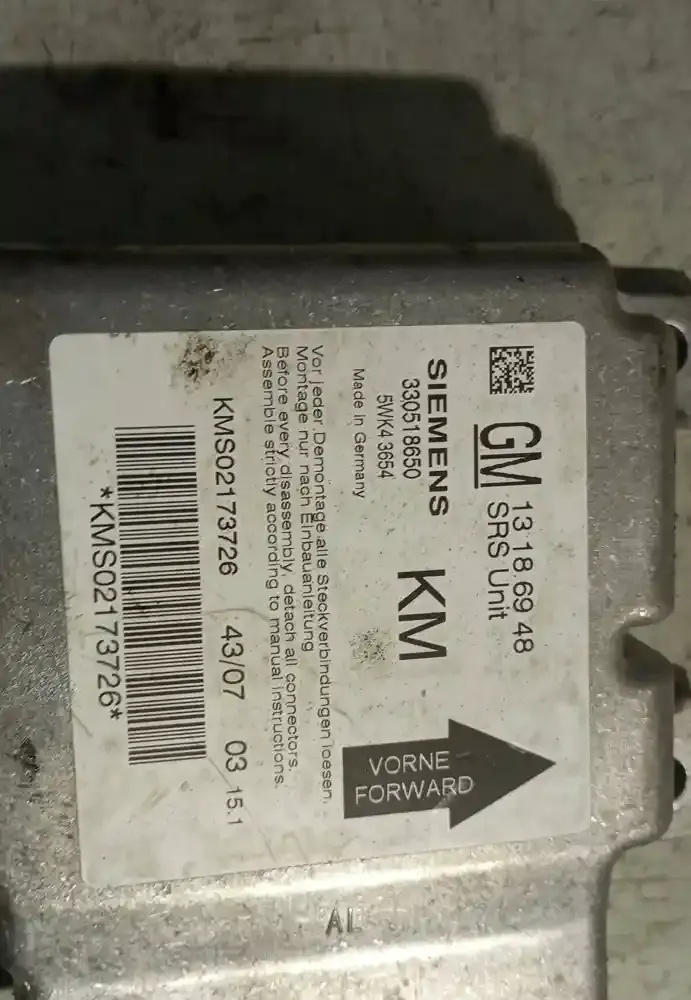 GM 13 18 69 48
SRS Unit
SIEMENS
330518650
5WK4 3654
KM
Made in Germany
VORNE
FORWARD
Vor jeder Demontage alle Steckverbindungen loesen.
Montage nur nach Einbauanleitung
Before every disassembly, detach all connectors.
Assemble strictly according to manual instructions.
KMS02173726 43/07 03 15.1
*KMS02173726*
AL